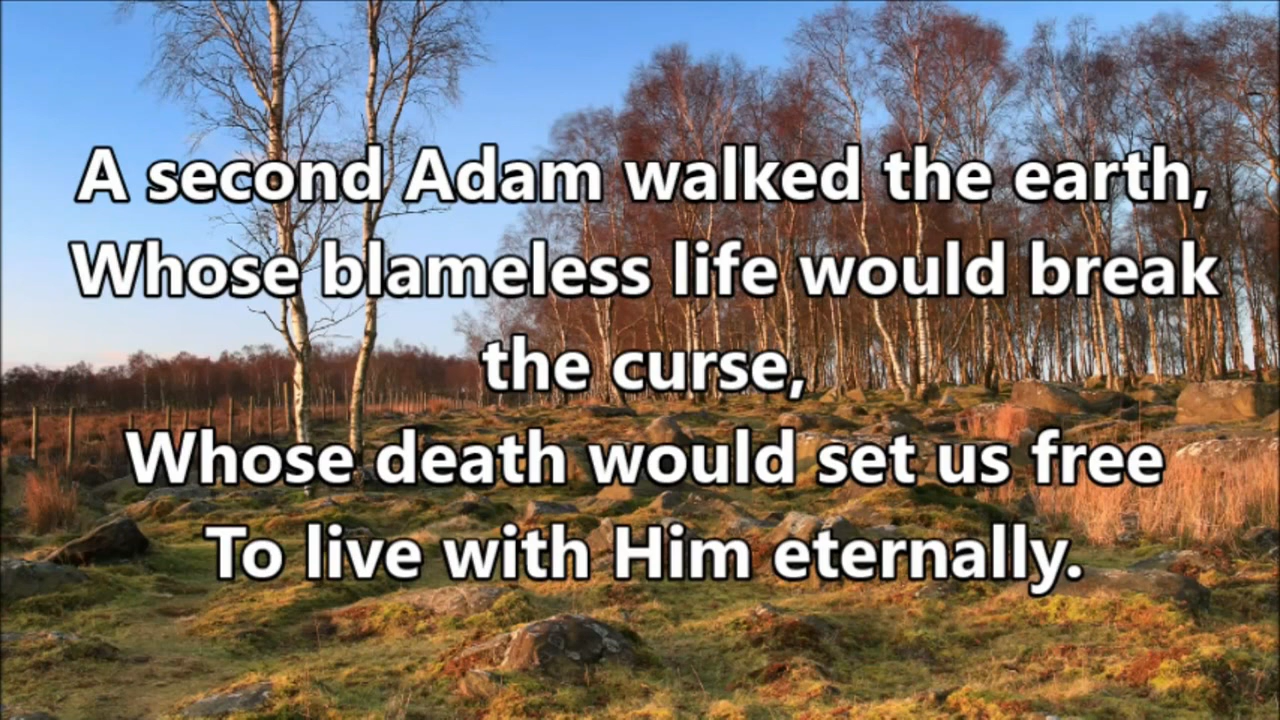 A second Adam walked the earth,
Whose blameless life would break
the curse,
Whose death would set us free
To live with Him eternally.